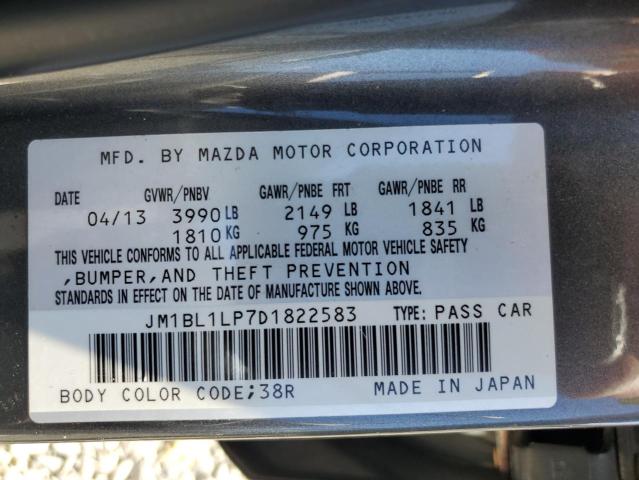 MFD. BY MAZDA MOTOR CORPORATION
DATE GVWR/PNBV GAWR/PNBE FRT GAWR/PNBE RR
04/13 3990 LB 2149 LB 1841 LB
1810 KG 975 KG 835 KG
THIS VEHICLE CONFORMS TO ALL APPLICABLE FEDERAL MOTOR VEHICLE SAFETY
,BUMPER,AND THEFT PREVENTION
STANDARDS IN EFFECT ON THE DATE OF MANUFACTURE SHOWN ABOVE.
JM1BL1LP7D1822583 TYPE: PASS CAR
BODY COLOR CODE;38R MADE IN JAPAN